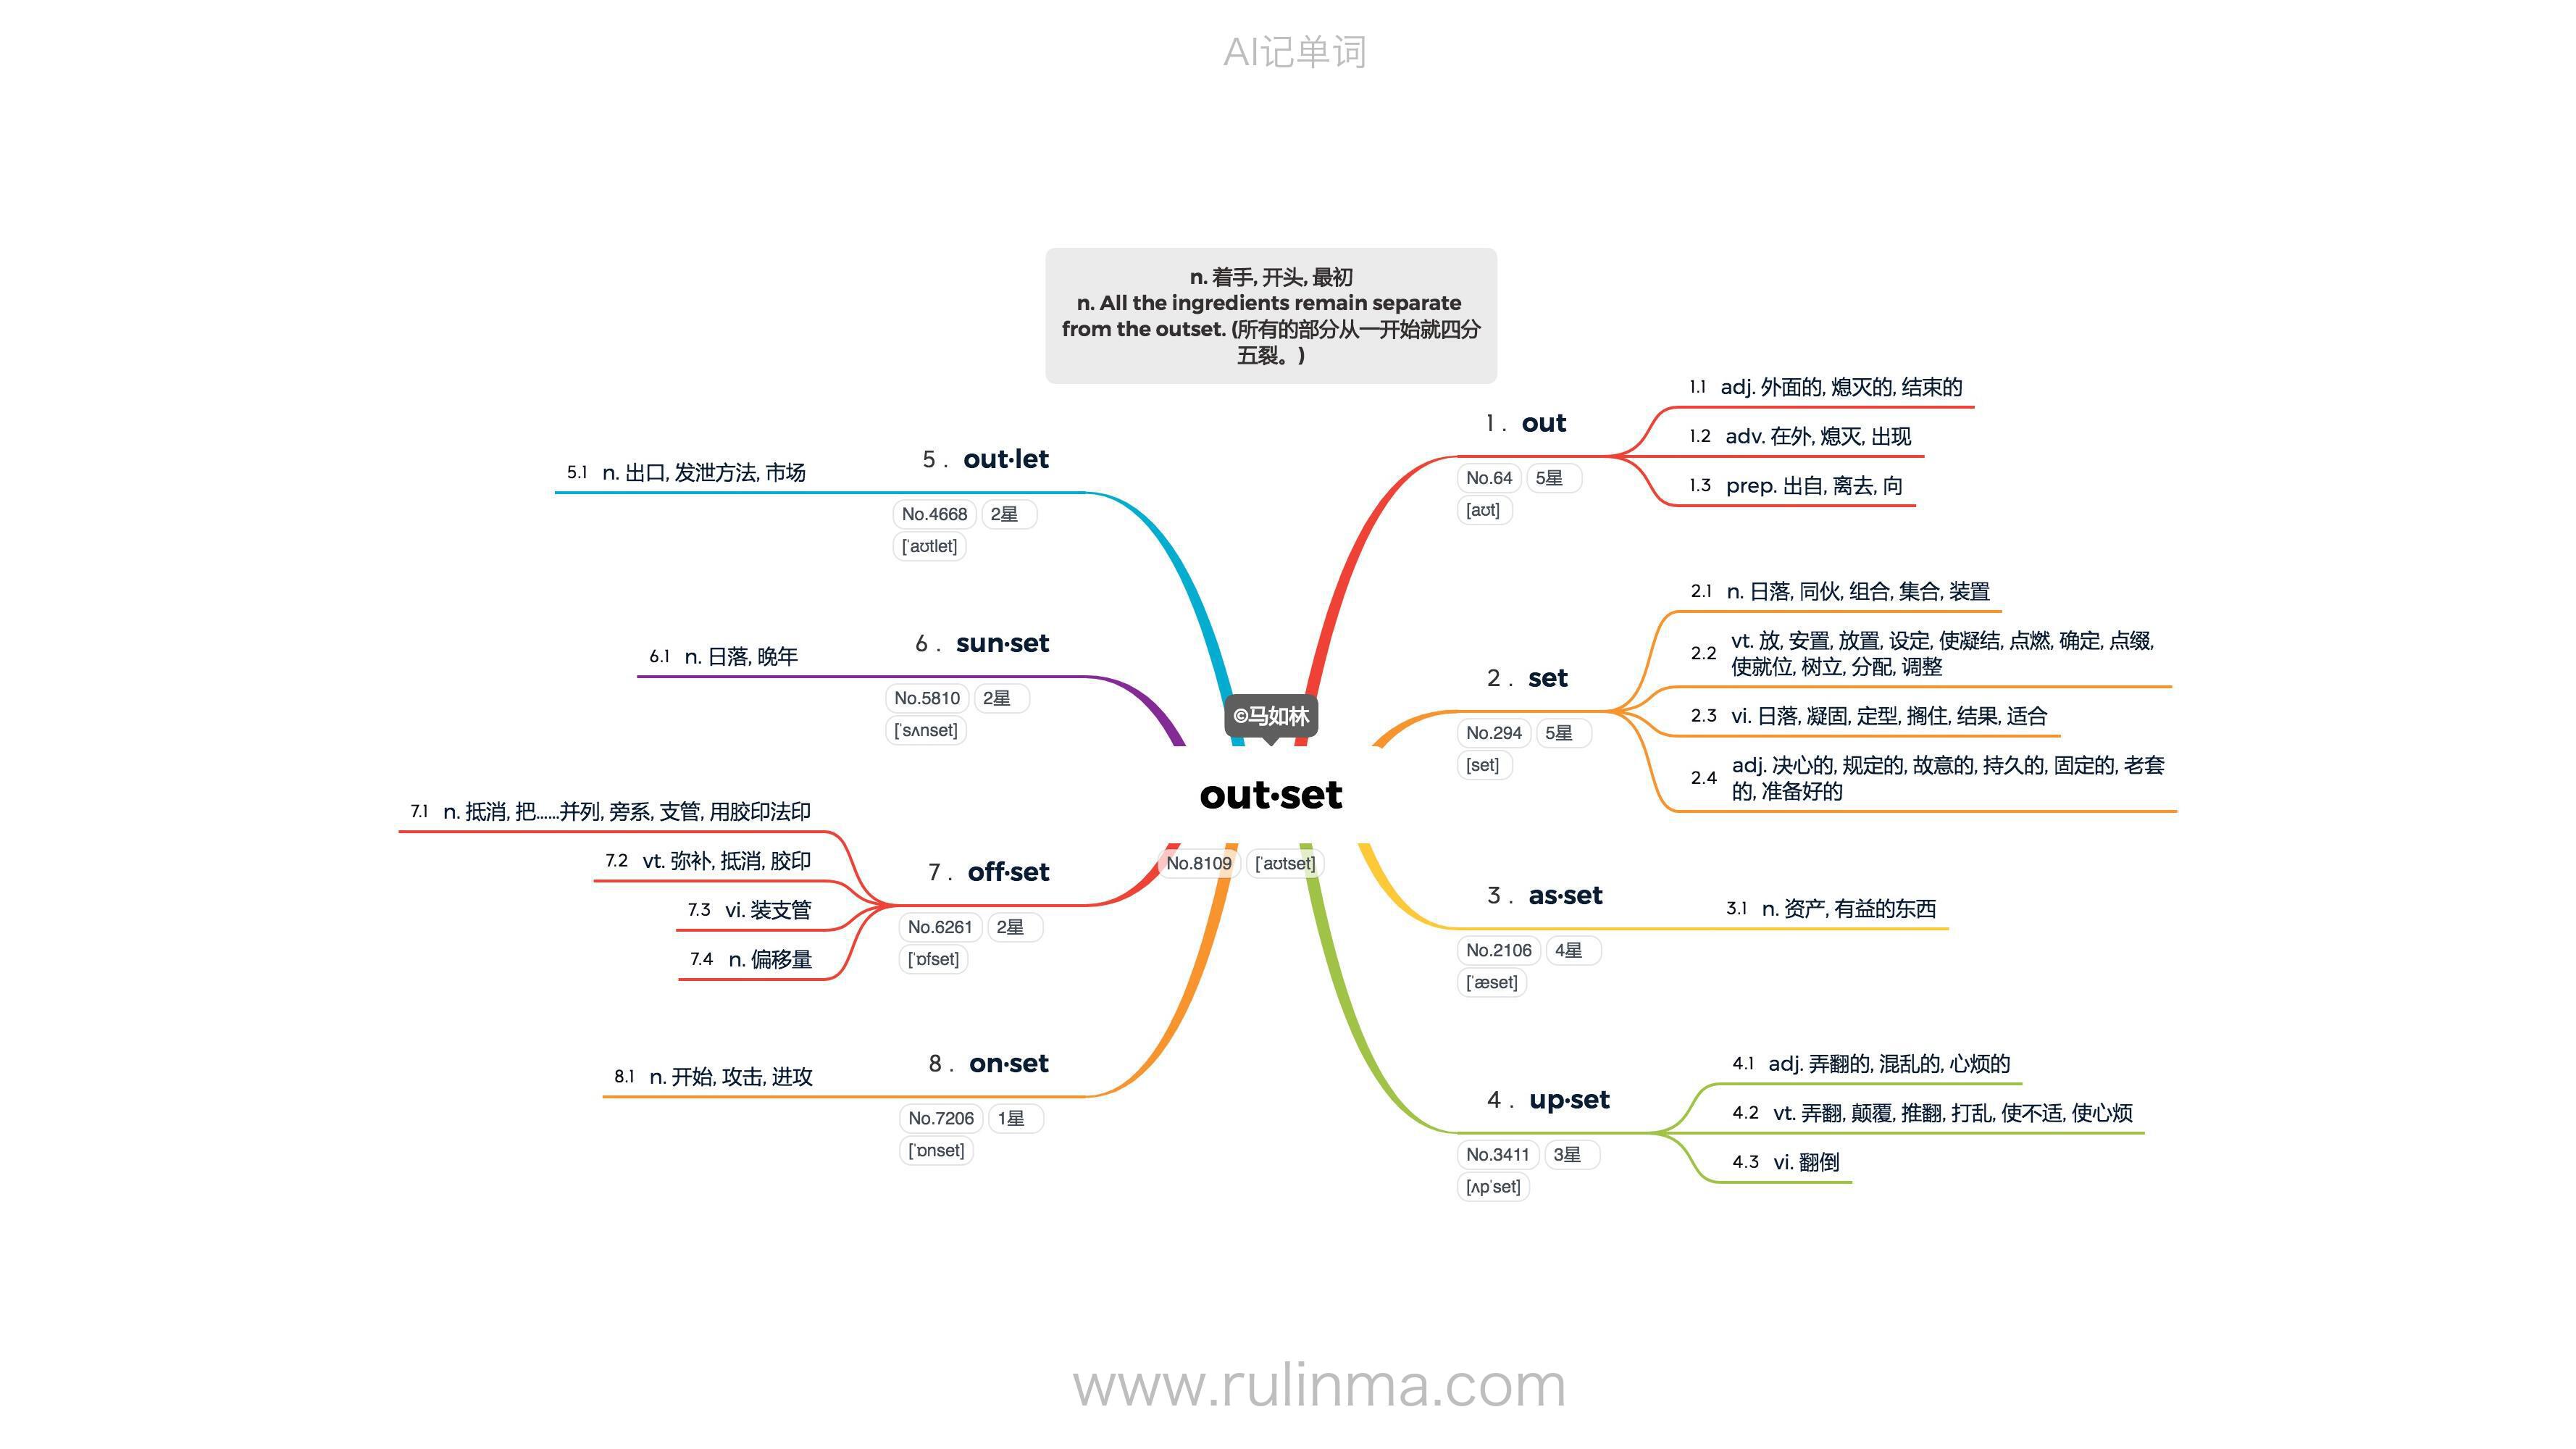 AI记单词
n. 着手, 开头, 最初
n. All the ingredients remain separate
from the outset. (所有的部分从一开始就四分
五裂。)
©马如林
out·set
No.8109 [ˈaʊtset]
1 . out
No.64 5星
[aʊt]
1.1 adj. 外面的, 熄灭的, 结束的
1.2 adv. 在外, 熄灭, 出现
1.3 prep. 出自, 离去, 向
2 . set
No.294 5星
[set]
2.1 n. 日落, 同伙, 组合, 集合, 装置
2.2 vt. 放, 安置, 放置, 设定, 使凝结, 点燃, 确定, 点缀,
使就位, 树立, 分配, 调整
2.3 vi. 日落, 凝固, 定型, 搁住, 结果, 适合
2.4 adj. 决心的, 规定的, 故意的, 持久的, 固定的, 老套
的, 准备好的
3 . as·set
No.2106 4星
[ˈæset]
3.1 n. 资产, 有益的东西
4 . up·set
No.3411 3星
[ʌpˈset]
4.1 adj. 弄翻的, 混乱的, 心烦的
4.2 vt. 弄翻, 颠覆, 推翻, 打乱, 使不适, 使心烦
4.3 vi. 翻倒
5 . out·let
No.4668 2星
[ˈaʊtlet]
5.1 n. 出口, 发泄方法, 市场
6 . sun·set
No.5810 2星
[ˈsʌnset]
6.1 n. 日落, 晚年
7 . off·set
No.6261 2星
[ˈɒfset]
7.1 n. 抵消, 把……并列, 旁系, 支管, 用胶印法印
7.2 vt. 弥补, 抵消, 胶印
7.3 vi. 装支管
7.4 n. 偏移量
8 . on·set
No.7206 1星
[ˈɒnset]
8.1 n. 开始, 攻击, 进攻
www.rulinma.com